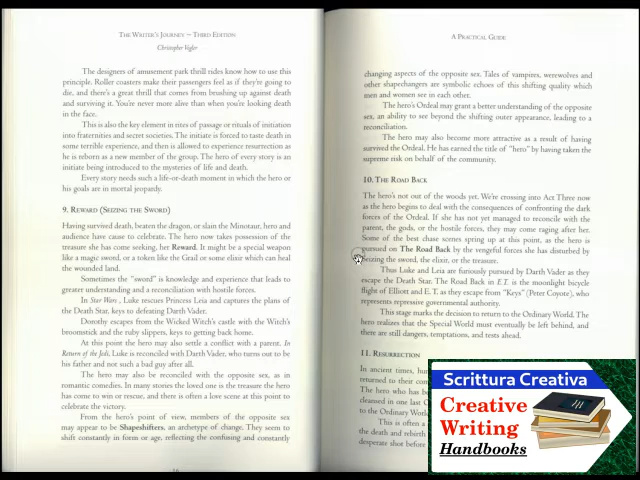 THE WRITER'S JOURNEY ~ THIRD EDITION
Christopher Vogler
The designers of amusement park thrill rides know how to use this
principle. Roller coasters make their passengers feel as if they're going to
die, and there's a great thrill that comes from brushing up against death
and surviving it. You're never more alive than when you're looking death
in the face.
This is also the key element in rites of passage or rituals of initiation
into fraternities and secret societies. The initiate is forced to taste death in
some terrible experience, and then is allowed to experience resurrection as
he is reborn as a new member of the group. The hero of every story is an
initiate being introduced to the mysteries of life and death.
Every story needs such a life-or-death moment in which the hero or
his goals are in mortal jeopardy.
9. REWARD (SEIZING THE SWORD)
Having survived death, beaten the dragon, or slain the Minotaur, hero and
audience have cause to celebrate. The hero now takes possession of the
treasure she has come seeking, her Reward. It might be a special weapon
like a magic sword, or a token like the Grail or some elixir which can heal
the wounded land.
Sometimes the "sword" is knowledge and experience that leads to
greater understanding and a reconciliation with hostile forces.
In Star Wars, Luke rescues Princess Leia and captures the plans of
the Death Star, keys to defeating Darth Vader.
Dorothy escapes from the Wicked Witch's castle with the Witch's
broomstick and the ruby slippers, keys to getting back home.
At this point the hero may also settle a conflict with a parent. In
Return of the Jedi, Luke is reconciled with Darth Vader, who turns out to be
his father and not such a bad guy after all.
The hero may also be reconciled with the opposite sex, as in
romantic comedies. In many stories the loved one is the treasure the hero
has come to win or rescue, and there is often a love scene at this point to
celebrate the victory.
From the hero's point of view, members of the opposite sex
may appear to be Shapeshifters, an archetype of change. They seem to
shift constantly in form or age, reflecting the confusing and constantly
A PRACTICAL GUIDE
changing aspects of the opposite sex. Tales of vampires, werewolves and
other shapechangers are symbolic echoes of this shifting quality which
men and women see in each other.
The hero's Ordeal may grant a better understanding of the opposite
sex, an ability to see beyond the shifting outer appearance, leading to a
reconciliation.
The hero may also become more attractive as a result of having
survived the Ordeal. He has earned the title of "hero" by having taken the
supreme risk on behalf of the community.
10. THE ROAD BACK
The hero's not out of the woods yet. We're crossing into Act Three now
as the hero begins to deal with the consequences of confronting the dark
forces of the Ordeal. If she has not yet managed to reconcile with the
parent, the gods, or the hostile forces, they may come raging after her.
Some of the best chase scenes spring up at this point, as the hero is
pursued on The Road Back by the vengeful forces she has disturbed by
seizing the sword, the elixir, or the treasure.
Thus Luke and Leia are furiously pursued by Darth Vader as they
escape the Death Star. The Road Back in E.T. is the moonlight bicycle
flight of Elliott and E. T. as they escape from "Keys" (Peter Coyote), who
represents repressive governmental authority.
This stage marks the decision to return to the Ordinary World. The
hero realizes that the Special World must eventually be left behind, and
there are still dangers, temptations, and tests ahead.
11. RESURRECTION
In ancient times,
returned to their
The hero who has
cleansed in one last
to the Ordinary
This is often a
the death and rebirth
desperate shot before
Scrittura Creativa
Creative
Writing
Handbooks